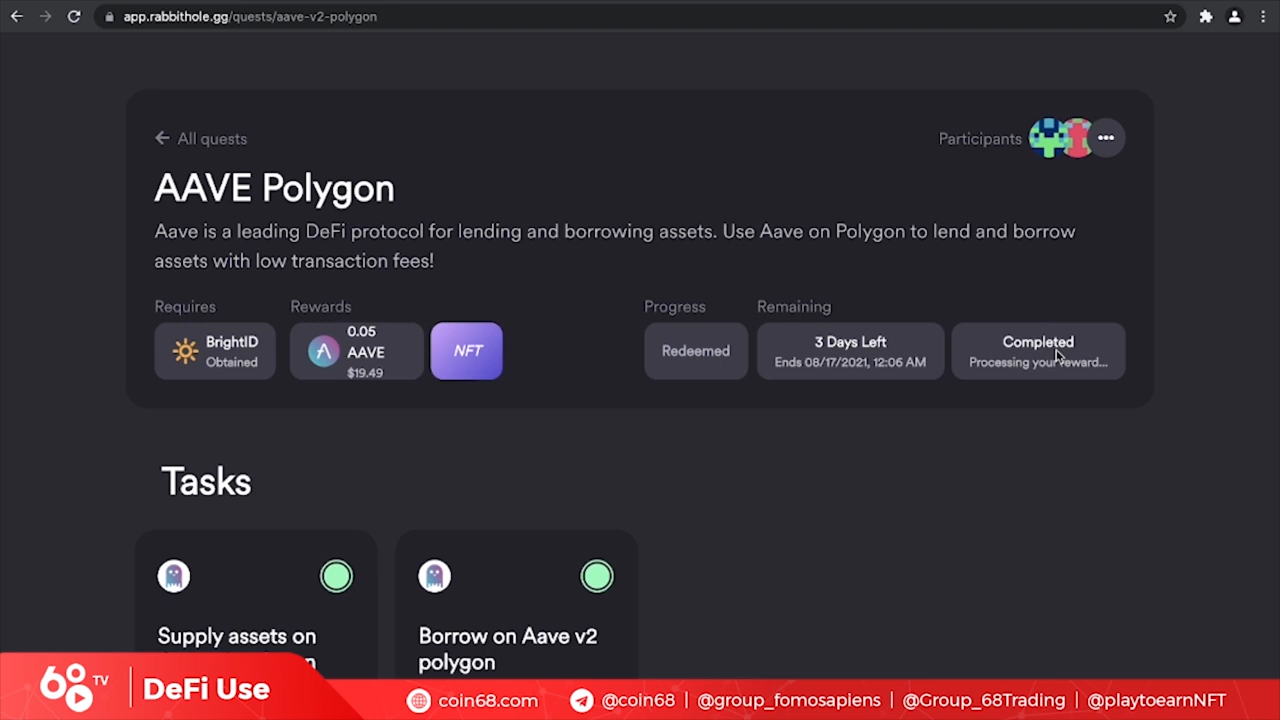 app.rabbithole.gg/quests/aave-v2-polygon
All quests
Participants
AAVE Polygon
Aave is a leading DeFi protocol for lending and borrowing assets. Use Aave on Polygon to lend and borrow
assets with low transaction fees!
Requires
Rewards
Progress
Remaining
BrightID
Obtained
0.05
AAVE
$19.49
NFT
Redeemed
3 Days Left
Ends 08/17/2021, 12:06 AM
Completed
Processing your reward...
Tasks
Supply assets on
Borrow on Aave v2
polygon
68 TV
DeFi Use
coin68.com
@coin68 | @group_fomosapiens | @Group_68Trading | @playtoearnNFT